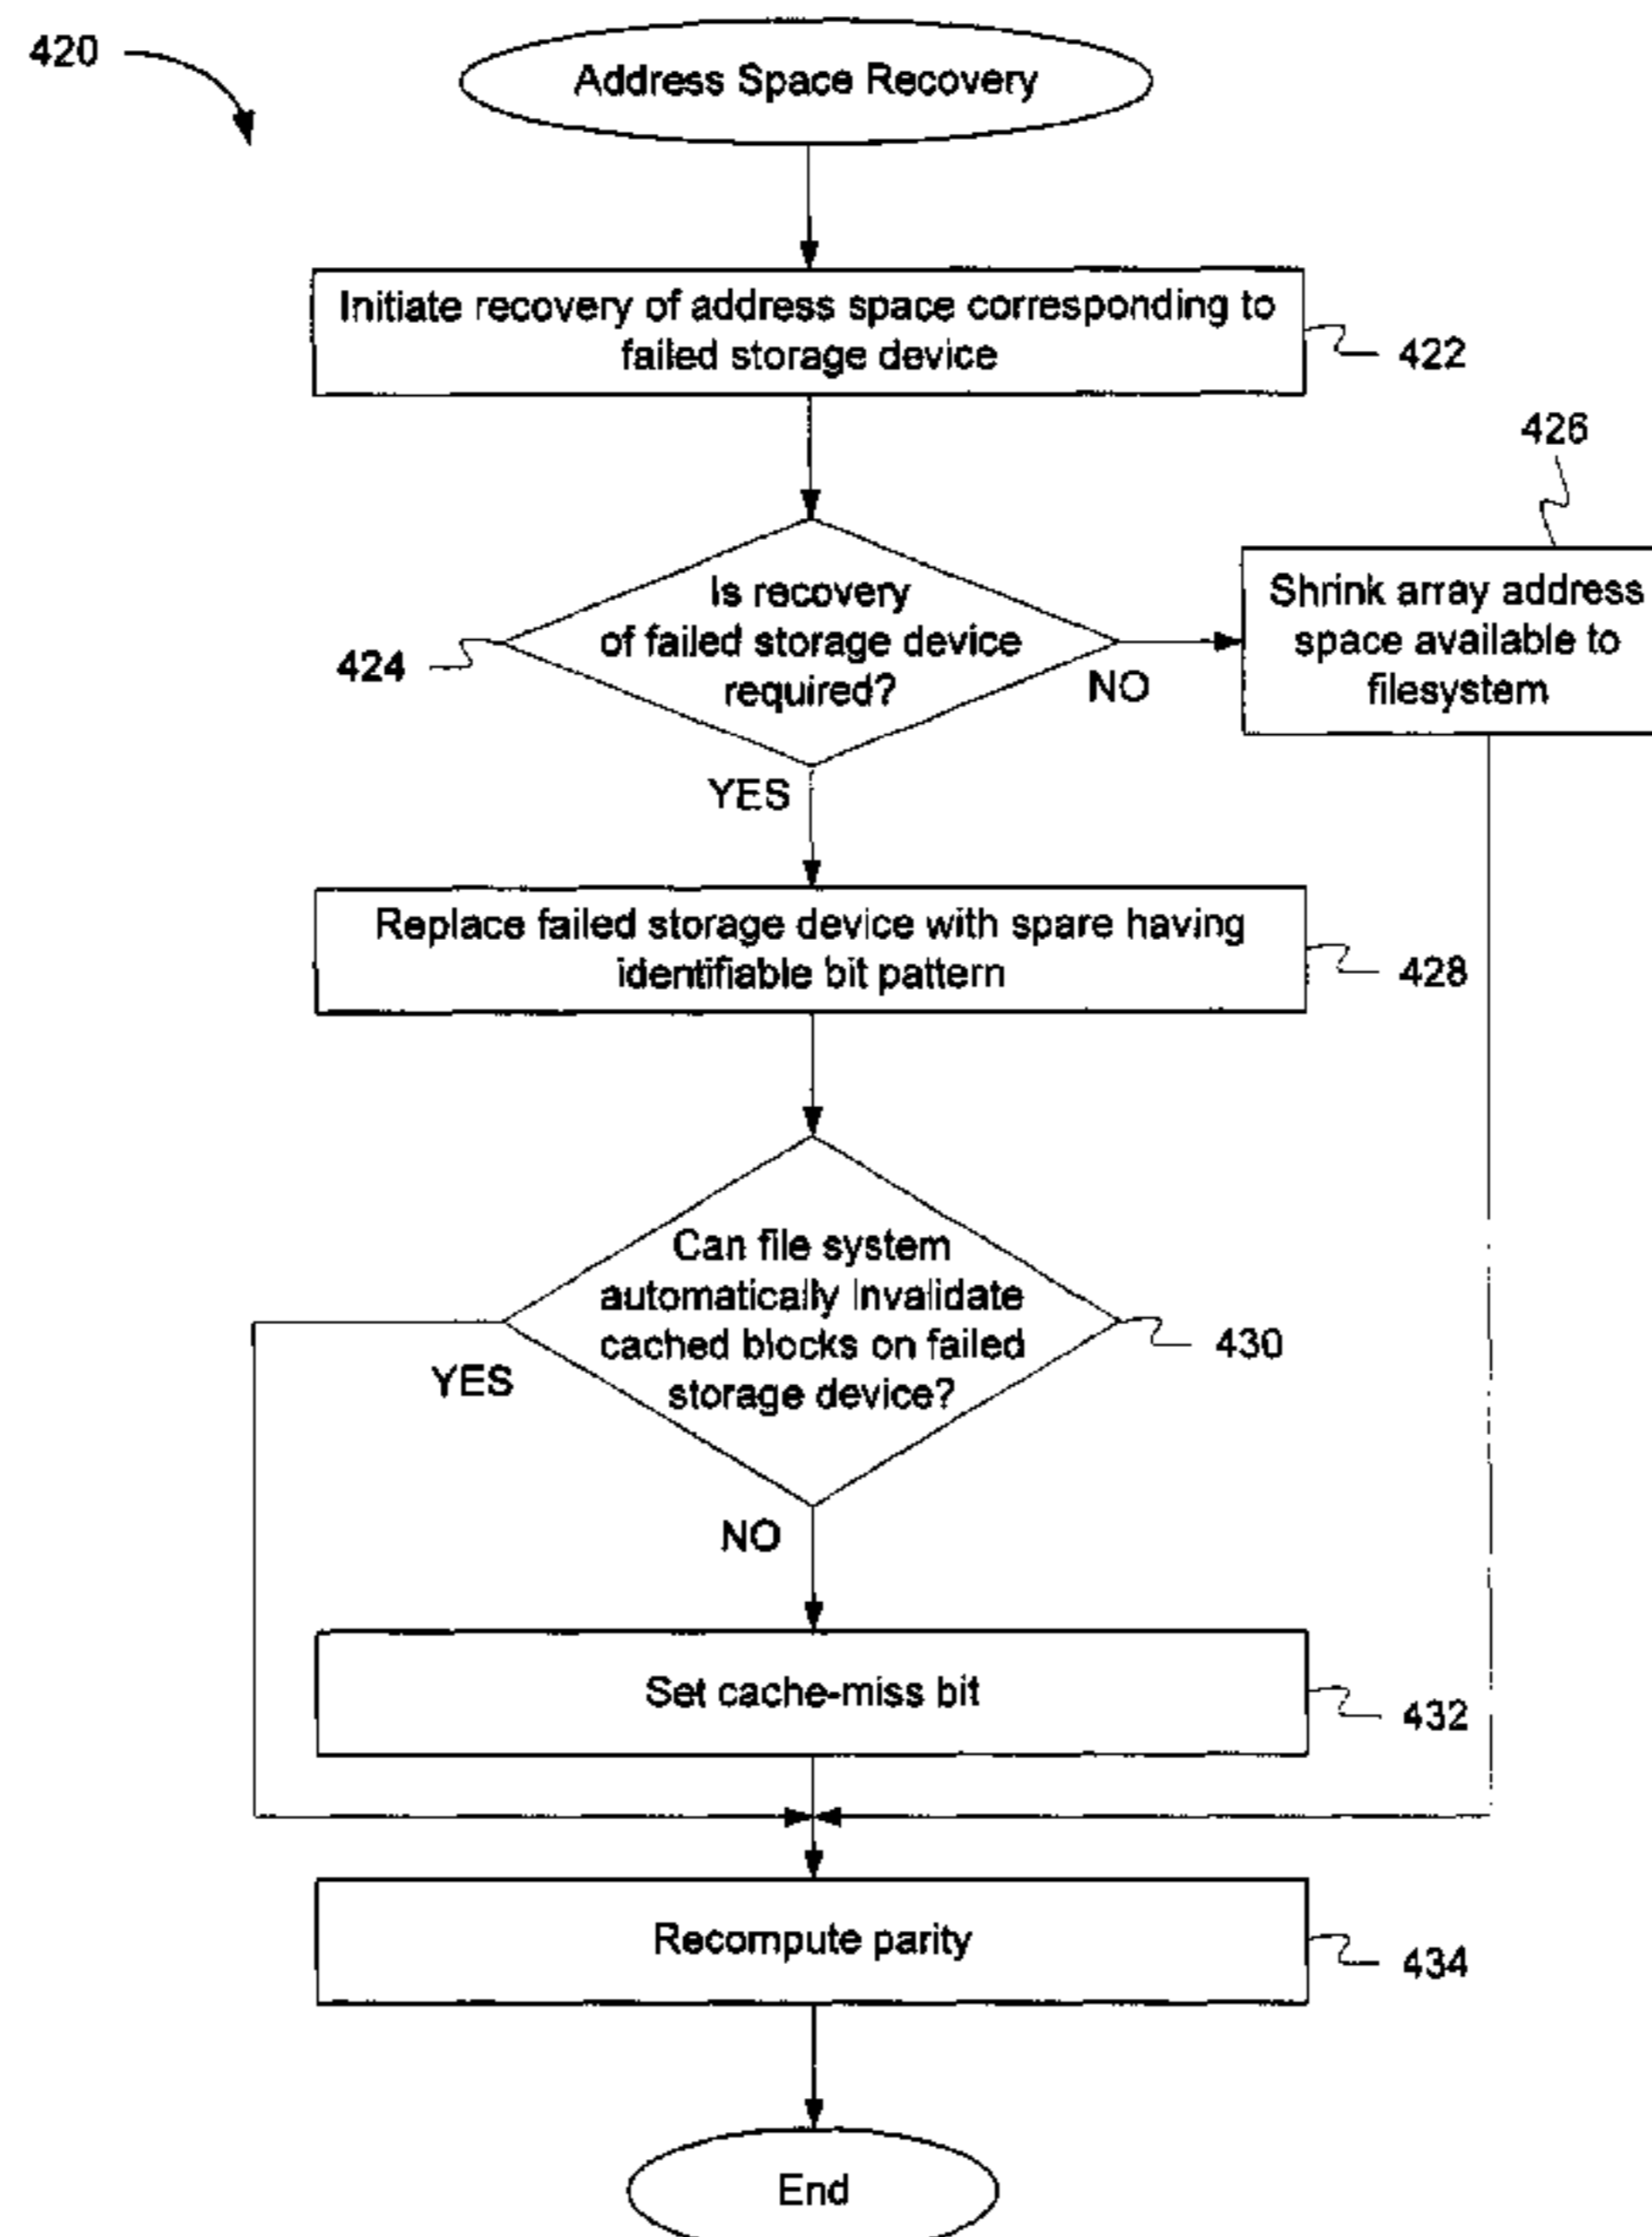 420
Address Space Recovery
Initiate recovery of address space corresponding to
failed storage device
422
426
Is recovery
of failed storage device
required?
424
NO
Shrink array address
space available to
filesystem
YES
Replace failed storage device with spare having
identifiable bit pattern
428
Can file system
automatically invalidate
cached blocks on failed
storage device?
430
YES
NO
Set cache-miss bit
432
Recompute parity
434
End